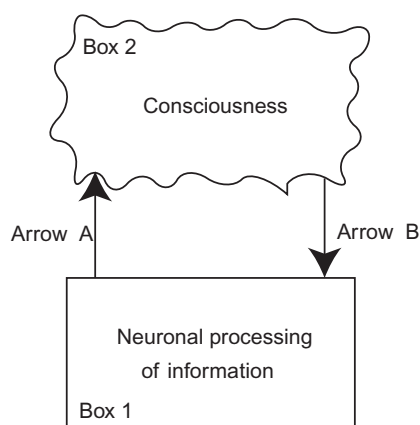 Box 2
Consciousness
Arrow A
Arrow B
Neuronal processing
of information
Box 1